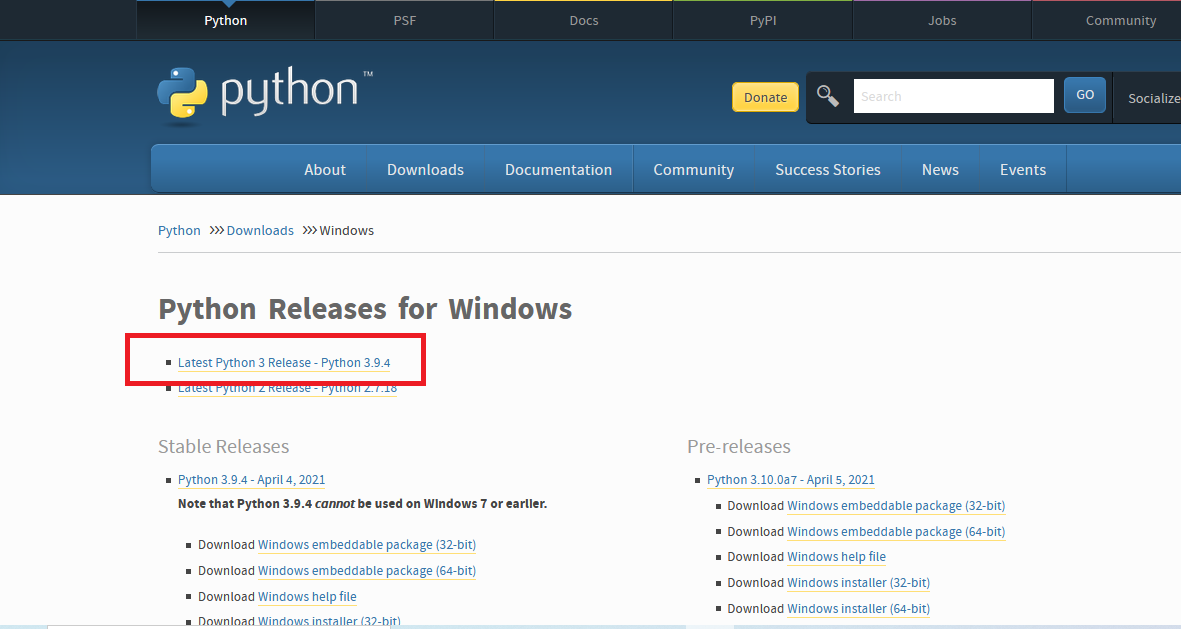 Python PSF Docs PyPI Jobs Community
python™
Donate Search GO Socialize
About Downloads Documentation Community Success Stories News Events
Python >>> Downloads >>> Windows
Python Releases for Windows
Latest Python 3 Release - Python 3.9.4
Latest Python 2 Release - Python 2.7.18
Stable Releases
Python 3.9.4 - April 4, 2021
Note that Python 3.9.4 cannot be used on Windows 7 or earlier.
Download Windows embeddable package (32-bit)
Download Windows embeddable package (64-bit)
Download Windows help file
Download Windows installer (32-bit)
Pre-releases
Python 3.10.0a7 - April 5, 2021
Download Windows embeddable package (32-bit)
Download Windows embeddable package (64-bit)
Download Windows help file
Download Windows installer (32-bit)
Download Windows installer (64-bit)